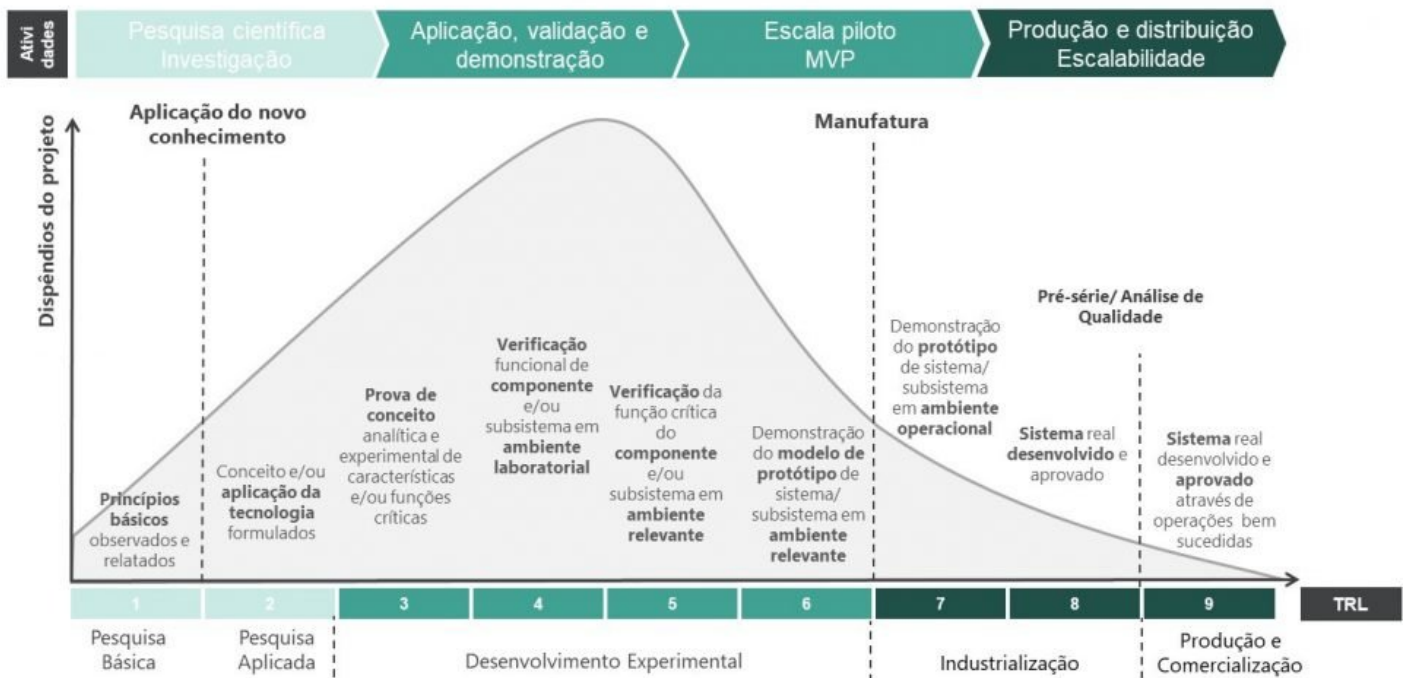 Ativi
dades
Pesquisa científica
Investigação
Aplicação, validação e
demonstração
Escala piloto
MVP
Produção e distribuição
Escalabilidade
Dispêndios do projeto
Aplicação do novo
conhecimento
Manufatura
Pré-série/ Análise de
Qualidade
Princípios
básicos
observados e
relatados
Conceito e/ou
aplicação da
tecnologia
formulados
Prova de
conceito
analítica e
experimental de
características
e/ou funções
críticas
Verificação
funcional de
componente
e/ou
subsistema em
ambiente
laboratorial
Verificação da
função crítica
do
componente
e/ou
subsistema em
ambiente
relevante
Demonstração
do modelo de
protótipo de
sistema/
subsistema em
ambiente
relevante
Demonstração
do protótipo
de sistema/
subsistema
em ambiente
operacional
Sistema real
desenvolvido e
aprovado
Sistema real
desenvolvido e
aprovado
através de
operações bem
sucedidas
1
2
3
4
5
6
7
8
9
TRL
Pesquisa
Básica
Pesquisa
Aplicada
Desenvolvimento Experimental
Industrialização
Produção e
Comercialização